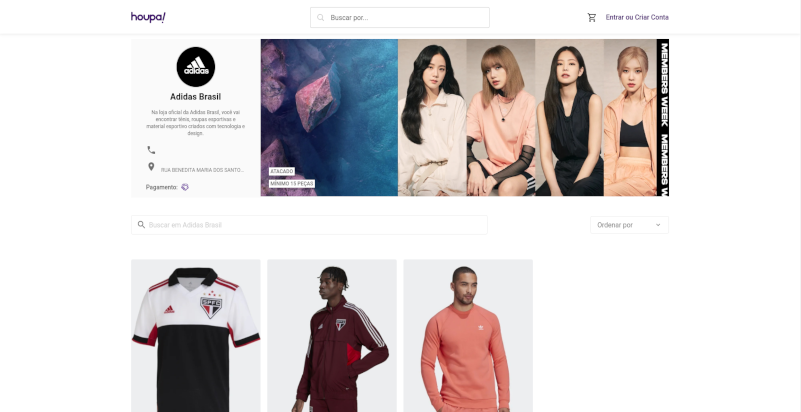 houpa!
Buscar por...
Entrar ou Criar Conta
adidas
Adidas Brasil
Na loja oficial da Adidas Brasil, você vai
encontrar tênis, roupas esportivas e
material esportivo criados com tecnologia e
design.
RUA BENEDITA MARIA DOS SANTO...
Pagamento:
ATACADO
MÍNIMO 15 PEÇAS
MEMBERS WEEK MEMBERS W
Buscar em Adidas Brasil
Ordenar por
SPFC